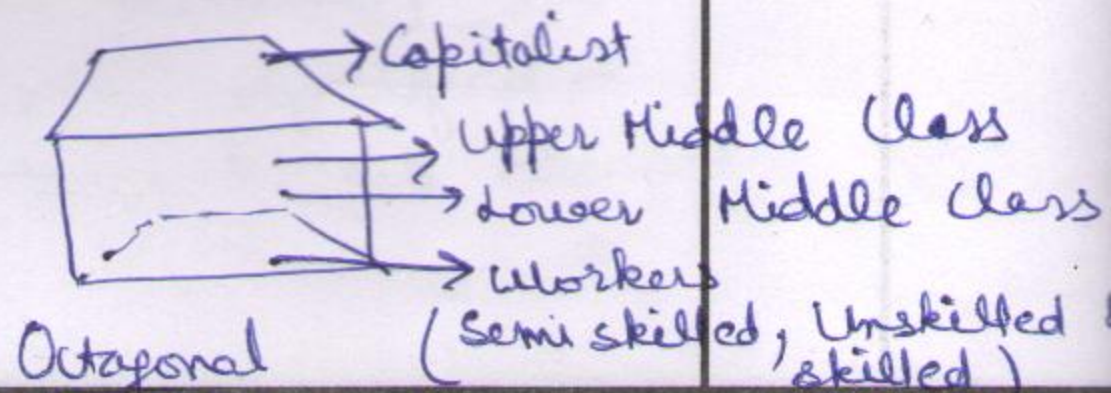 Capitalist
Upper Middle Class
Lower Middle Class
Workers
(Semi skilled, Unskilled
skilled)
Octagonal